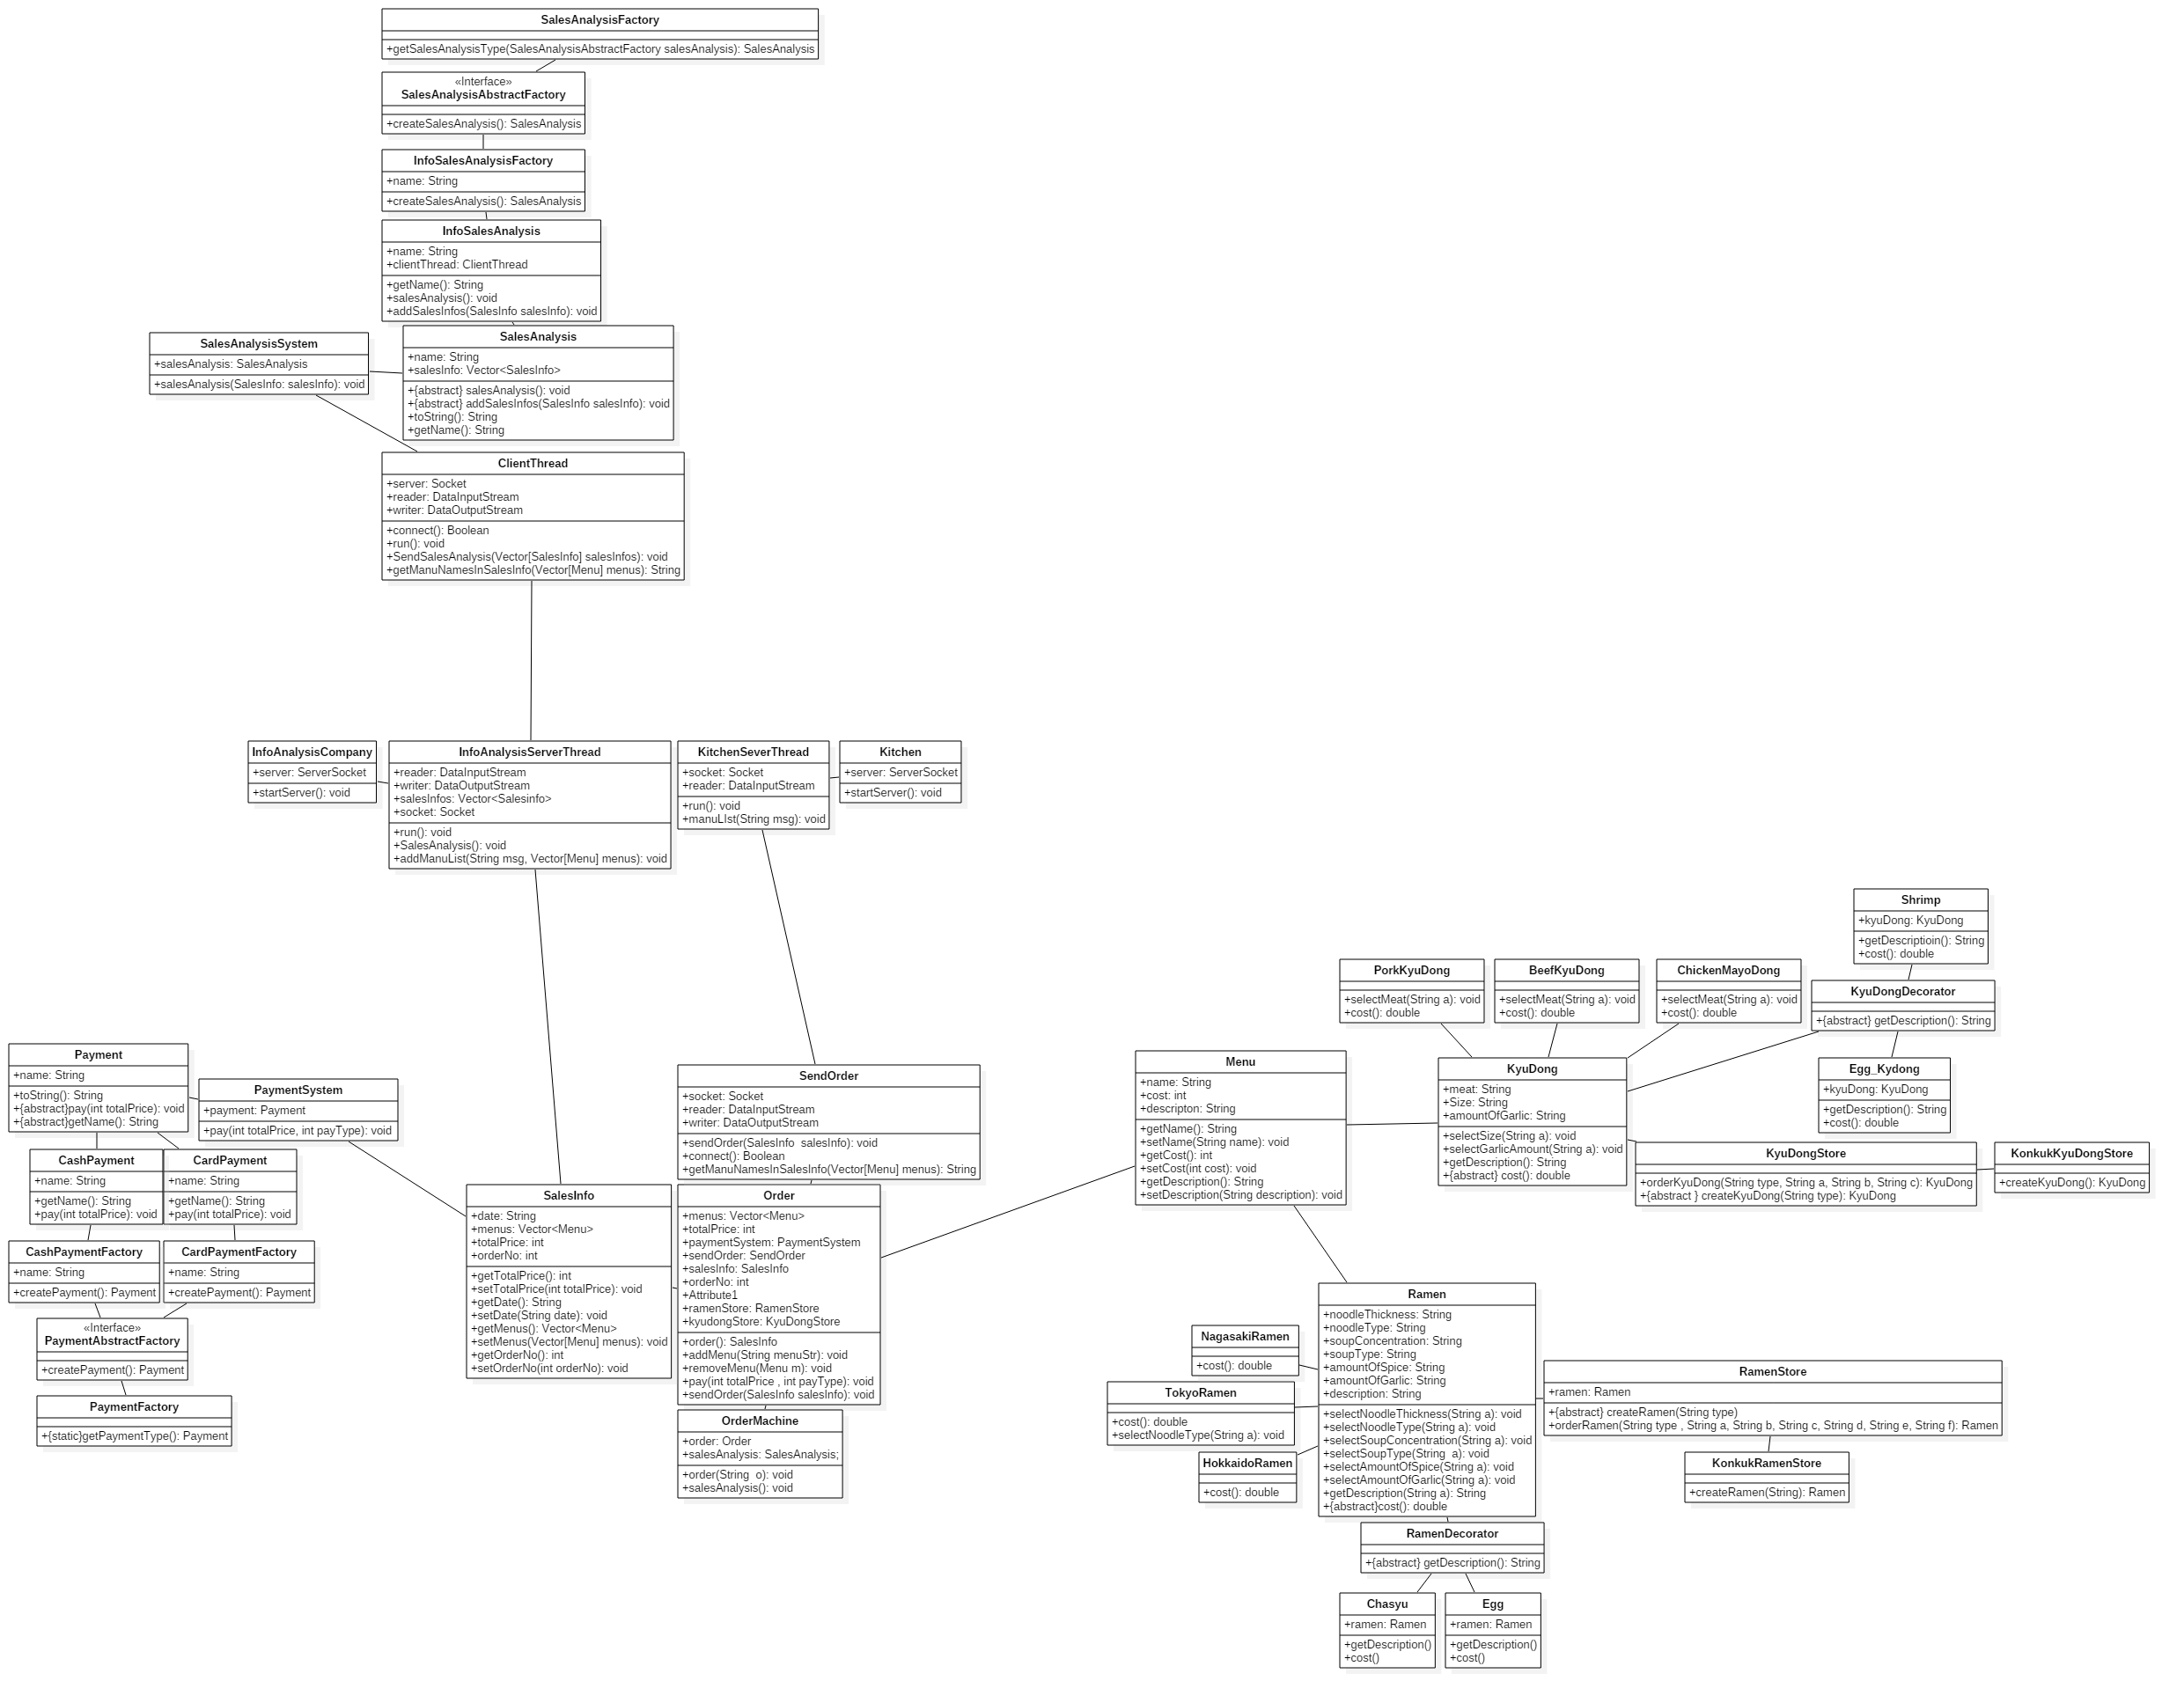 SalesAnalysisFactory
+getSalesAnalysisType(SalesAnalysisAbstractFactory salesAnalysis): SalesAnalysis
«Interface»
SalesAnalysisAbstractFactory
+createSalesAnalysis(): SalesAnalysis
InfoSalesAnalysisFactory
+name: String
+createSalesAnalysis(): SalesAnalysis
InfoSalesAnalysis
+name: String
+clientThread: ClientThread
+getName(): String
+salesAnalysis(): void
+addSalesInfos(SalesInfo salesInfo): void
SalesAnalysisSystem
+salesAnalysis: SalesAnalysis
+salesAnalysis(SalesInfo: salesInfo): void
SalesAnalysis
+name: String
+salesInfo: Vector<SalesInfo>
+{abstract} salesAnalysis(): void
+{abstract} addSalesInfos(SalesInfo salesInfo): void
+toString(): String
+getName(): String
ClientThread
+server: Socket
+reader: DataInputStream
+writer: DataOutputStream
+connect(): Boolean
+run(): void
+SendSalesAnalysis(Vector[SalesInfo] salesInfos): void
+getManuNamesInSalesInfo(Vector[Menu] menus): String
InfoAnalysisCompany
+server: ServerSocket
+startServer(): void
InfoAnalysisServerThread
+reader: DataInputStream
+writer: DataOutputStream
+salesInfos: Vector<Salesinfo>
+socket: Socket
+run(): void
+SalesAnalysis(): void
+addManuList(String msg, Vector[Menu] menus): void
KitchenSeverThread
+socket: Socket
+reader: DataInputStream
+run(): void
+manuLIst(String msg): void
Kitchen
+server: ServerSocket
+startServer(): void
Shrimp
+kyuDong: KyuDong
+getDescriptioin(): String
+cost(): double
PorkKyuDong
+selectMeat(String a): void
+cost(): double
BeefKyuDong
+selectMeat(String a): void
+cost(): double
ChickenMayoDong
+selectMeat(String a): void
+cost(): double
KyuDongDecorator
+{abstract} getDescription(): String
Payment
+name: String
+toString(): String
+{abstract}pay(int totalPrice): void
+{abstract}getName(): String
PaymentSystem
+payment: Payment
+pay(int totalPrice, int payType): void
SendOrder
+socket: Socket
+reader: DataInputStream
+writer: DataOutputStream
+sendOrder(SalesInfo  salesInfo): void
+connect(): Boolean
+getManuNamesInSalesInfo(Vector[Menu] menus): String
Menu
+name: String
+cost: int
+descripton: String
+getName(): String
+setName(String name): void
+getCost(): int
+setCost(int cost): void
+getDescription(): String
+setDescription(String description): void
KyuDong
+meat: String
+Size: String
+amountOfGarlic: String
+selectSize(String a): void
+selectGarlicAmount(String a): void
+getDescription(): String
+{abstract} cost(): double
Egg_Kydong
+kyuDong: KyuDong
+getDescription(): String
+cost(): double
KyuDongStore
+orderKyuDong(String type, String a, String b, String c): KyuDong
+{abstract } createKyuDong(String type): KyuDong
KonkukKyuDongStore
+createKyuDong(): KyuDong
CashPayment
+name: String
+getName(): String
+pay(int totalPrice): void
CardPayment
+name: String
+getName(): String
+pay(int totalPrice): void
CashPaymentFactory
+name: String
+createPayment(): Payment
CardPaymentFactory
+name: String
+createPayment(): Payment
«Interface»
PaymentAbstractFactory
+createPayment(): Payment
PaymentFactory
+{static}getPaymentType(): Payment
SalesInfo
+date: String
+menus: Vector<Menu>
+totalPrice: int
+orderNo: int
+getTotalPrice(): int
+setTotalPrice(int totalPrice): void
+getDate(): String
+setDate(String date): void
+getMenus(): Vector<Menu>
+setMenus(Vector[Menu] menus): void
+getOrderNo(): int
+setOrderNo(int orderNo): void
Order
+menus: Vector<Menu>
+totalPrice: int
+paymentSystem: PaymentSystem
+sendOrder: SendOrder
+salesInfo: SalesInfo
+orderNo: int
+Attribute1
+ramenStore: RamenStore
+kyudongStore: KyuDongStore
+order(): SalesInfo
+addMenu(String menuStr): void
+removeMenu(Menu m): void
+pay(int totalPrice , int payType): void
+sendOrder(SalesInfo salesInfo): void
OrderMachine
+order: Order
+salesAnalysis: SalesAnalysis;
+order(String  o): void
+salesAnalysis(): void
NagasakiRamen
+cost(): double
TokyoRamen
+cost(): double
+selectNoodleType(String a): void
HokkaidoRamen
+cost(): double
Ramen
+noodleThickness: String
+noodleType: String
+soupConcentration: String
+soupType: String
+amountOfSpice: String
+amountOfGarlic: String
+description: String
+selectNoodleThickness(String a): void
+selectNoodleType(String a): void
+selectSoupConcentration(String a): void
+selectSoupType(String  a): void
+selectAmountOfSpice(String a): void
+selectAmountOfGarlic(String a): void
+getDescription(String a): String
+{abstract}cost(): double
RamenStore
+ramen: Ramen
+{abstract} createRamen(String type)
+orderRamen(String type , String a, String b, String c, String d, String e, String f): Ramen
KonkukRamenStore
+createRamen(String): Ramen
RamenDecorator
+{abstract} getDescription(): String
Chasyu
+ramen: Ramen
+getDescription()
+cost()
Egg
+ramen: Ramen
+getDescription()
+cost()